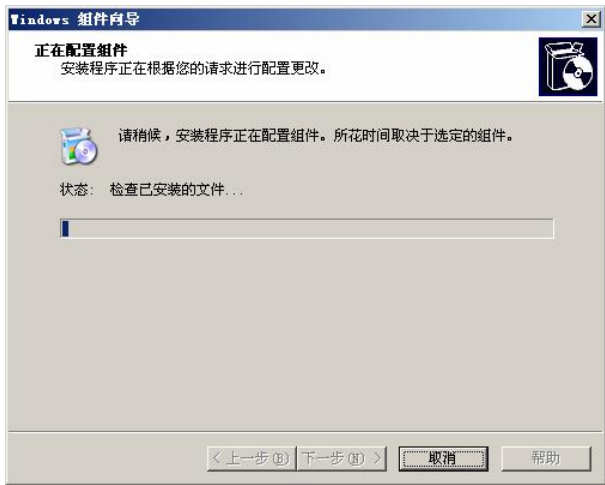 Windows 组件向导
正在配置组件
安装程序正在根据您的请求进行配置更改。
请稍候，安装程序正在配置组件。所花时间取决于选定的组件。
状态: 检查已安装的文件...
< 上一步(B) 下一步(N) > 取消 帮助